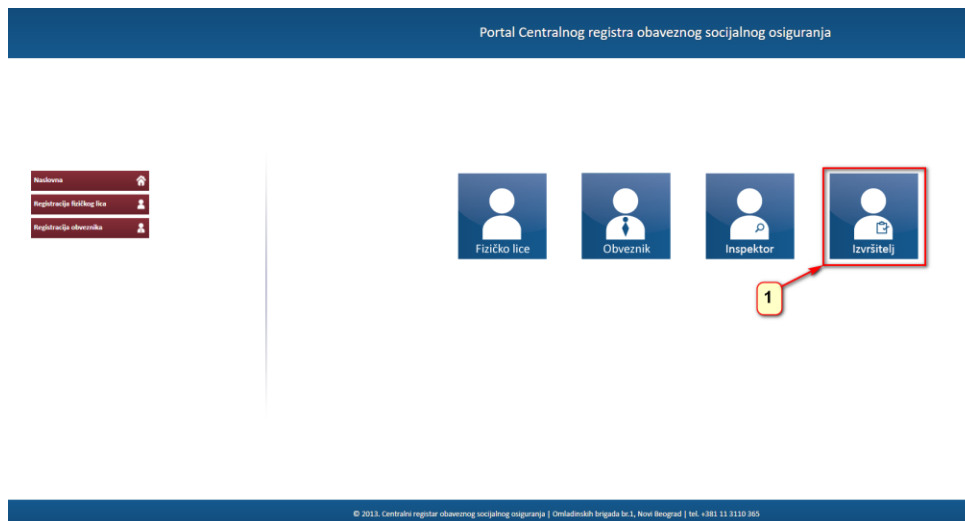 Portal Centralnog registra obaveznog socijalnog osiguranja
Naslovna
Registracija fizičkog lica
Registracija obveznika
Fizičko lice
Obveznik
Inspektor
Izvršitelj
1
© 2013. Centralni registar obaveznog socijalnog osiguranja | Omladinskih brigada br.1, Novi Beograd | tel. +381 11 3110 365